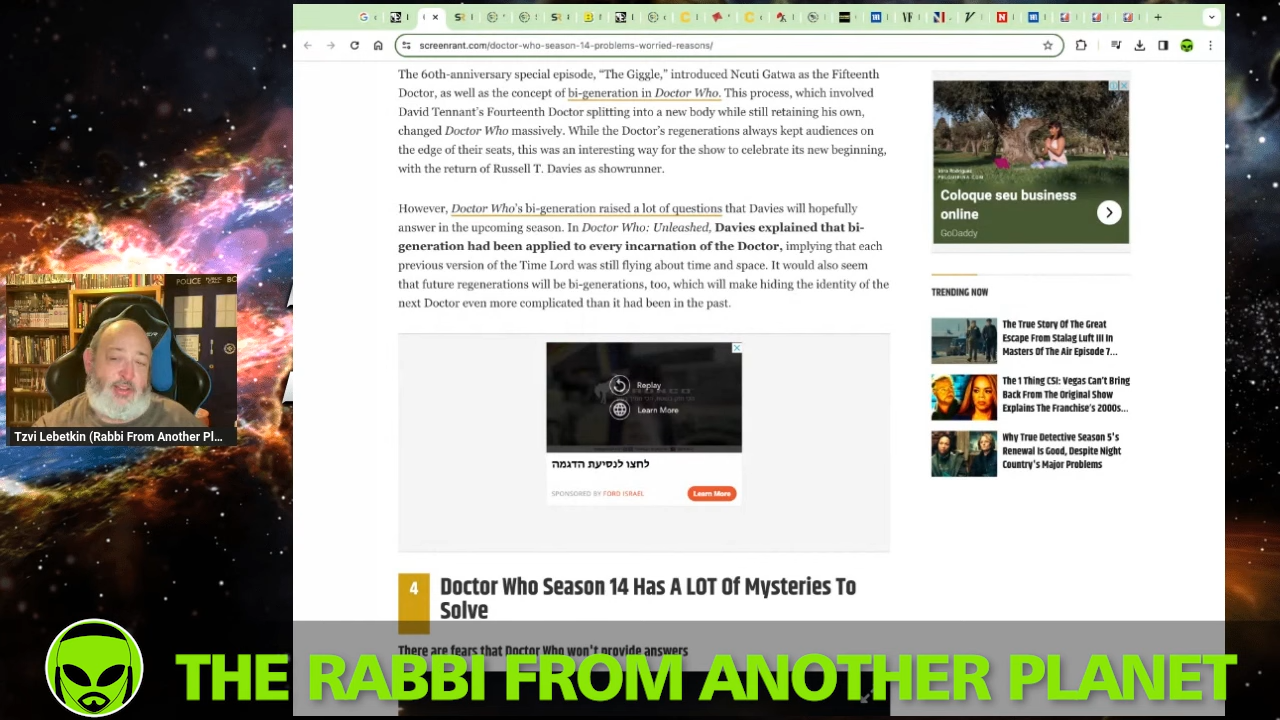 screenrant.com/doctor-who-season-14-problems-worried-reasons/
The 60th-anniversary special episode, “The Giggle,” introduced Ncuti Gatwa as the Fifteenth
Doctor, as well as the concept of bi-generation in Doctor Who. This process, which involved
David Tennant’s Fourteenth Doctor splitting into a new body while still retaining his own,
changed Doctor Who massively. While the Doctor’s regenerations always kept audiences on
the edge of their seats, this was an interesting way for the show to celebrate its new beginning,
with the return of Russell T. Davies as showrunner.
However, Doctor Who’s bi-generation raised a lot of questions that Davies will hopefully
answer in the upcoming season. In Doctor Who: Unleashed, Davies explained that bi-
generation had been applied to every incarnation of the Doctor, implying that each
previous version of the Time Lord was still flying about time and space. It would also seem
that future regenerations will be bi-generations, too, which will make hiding the identity of the
next Doctor even more complicated than it had been in the past.
Replay
Learn More
לחצו לנסיעת הדגמה
SPONSORED BY FORD ISRAEL
Learn More
4
Doctor Who Season 14 Has A LOT Of Mysteries To
Solve
There are fears that Doctor Who won't provide answers
Coloque seu business
online
GoDaddy
TRENDING NOW
The True Story Of The Great
Escape From Stalag Luft III In
Masters Of The Air Episode 7...
The 1 Thing CSI: Vegas Can't Bring
Back From The Original Show
Explains The Franchise's 2000s...
Why True Detective Season 5's
Renewal Is Good, Despite Night
Country's Major Problems
POLICE
BO
Tzvi Lebetkin (Rabbi From Another Pl...
THE RABBI FROM ANOTHER PLANET